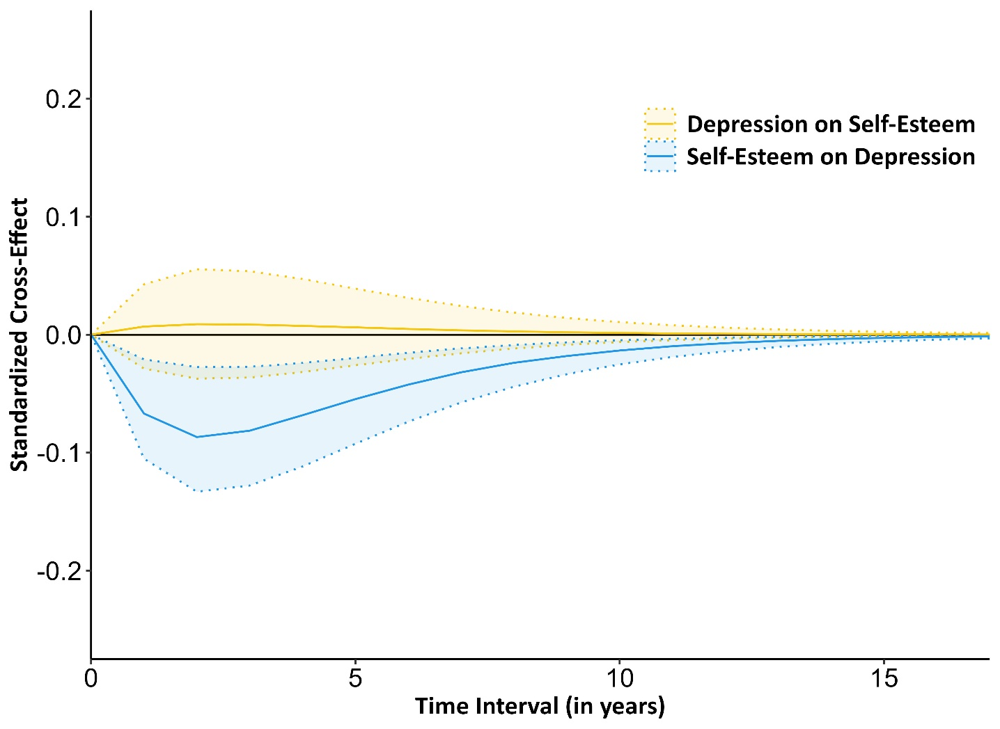 0.2
0.1
0.0
-0.1
-0.2
Standardized Cross-Effect
Depression on Self-Esteem
Self-Esteem on Depression
0 5 10 15
Time Interval (in years)